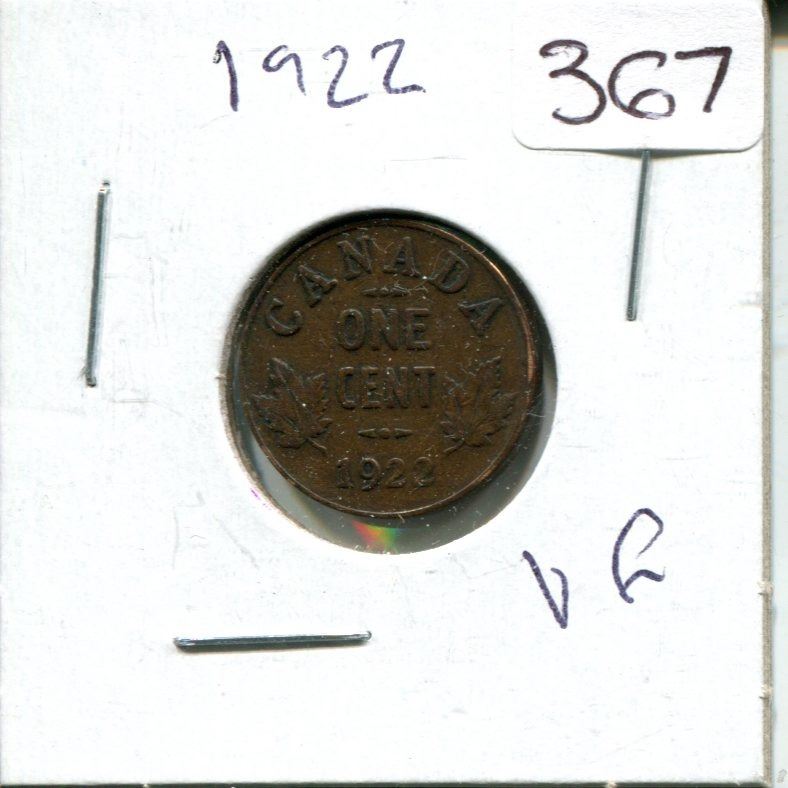 1922
367
CANADA
ONE
CENT
1922
VG